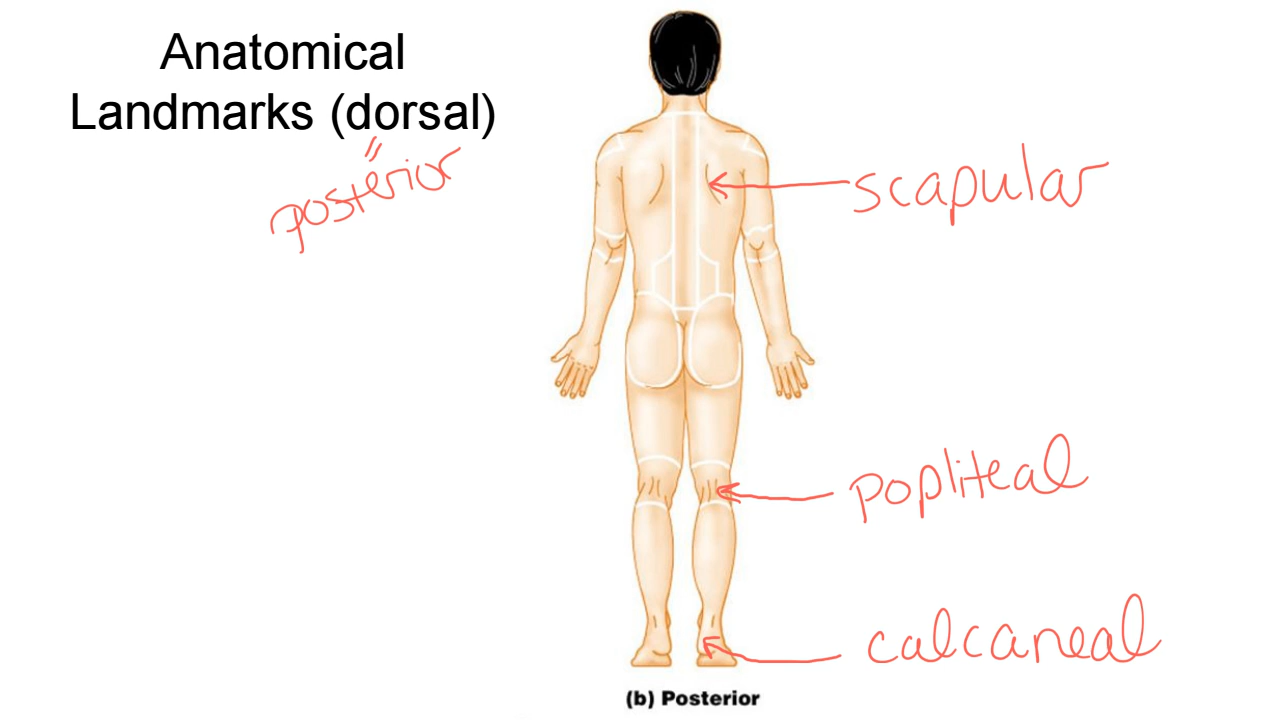 Anatomical
Landmarks (dorsal)
=
posterior
scapular
popliteal
calcaneal
(b) Posterior